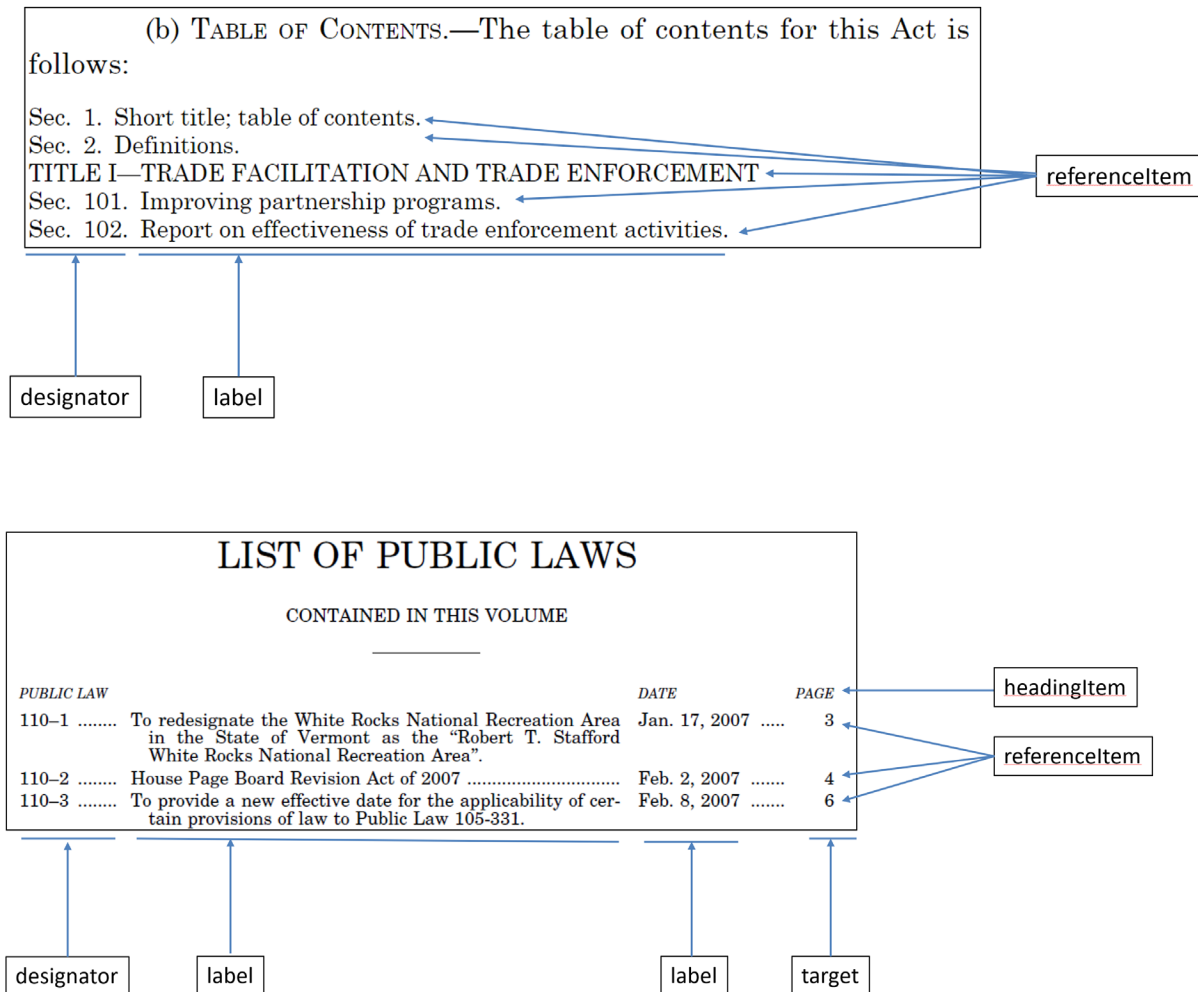 (b) TABLE OF CONTENTS.—The table of contents for this Act is
follows:
Sec. 1. Short title; table of contents.
Sec. 2. Definitions.
TITLE I—TRADE FACILITATION AND TRADE ENFORCEMENT
Sec. 101. Improving partnership programs.
Sec. 102. Report on effectiveness of trade enforcement activities.
referenceItem
designator label
LIST OF PUBLIC LAWS
CONTAINED IN THIS VOLUME
PUBLIC LAW DATE PAGE
110–1 ........ To redesignate the White Rocks National Recreation Area Jan. 17, 2007 ..... 3
in the State of Vermont as the “Robert T. Stafford
White Rocks National Recreation Area”.
110–2 ........ House Page Board Revision Act of 2007 ............................... Feb. 2, 2007 ....... 4
110–3 ........ To provide a new effective date for the applicability of cer- Feb. 8, 2007 ....... 6
tain provisions of law to Public Law 105-331.
headingItem
referenceItem
designator label label target